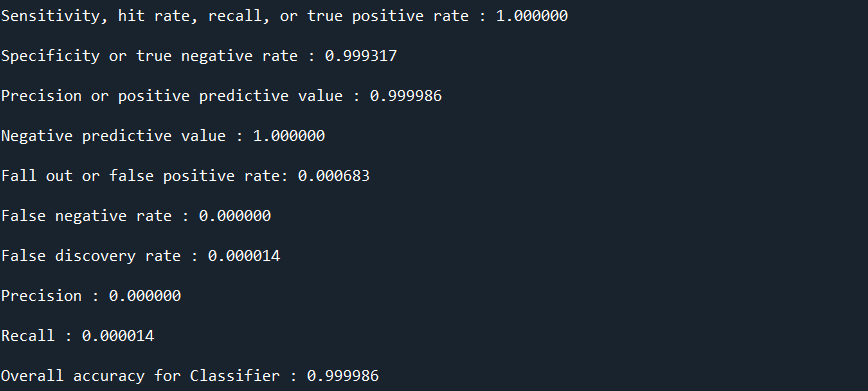 Sensitivity, hit rate, recall, or true positive rate : 1.000000
Specificity or true negative rate : 0.999317
Precision or positive predictive value : 0.999986
Negative predictive value : 1.000000
Fall out or false positive rate: 0.000683
False negative rate : 0.000000
False discovery rate : 0.000014
Precision : 0.000000
Recall : 0.000014
Overall accuracy for Classifier : 0.999986